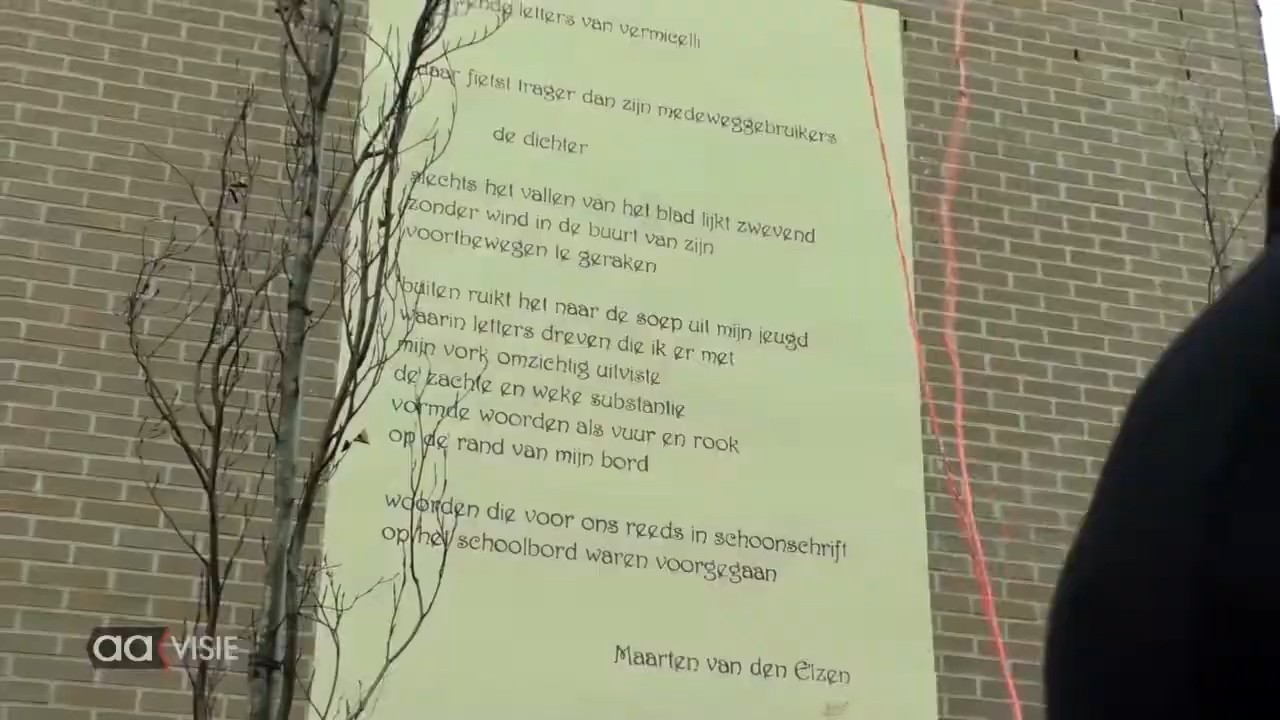 letters van vermicelli
daar fietst trager dan zijn medeweggebruikers
de dichter
slechts het vallen van het blad lijkt zwevend
zonder wind in de buurt van zijn
voortbewegen te geraken
buiten ruikt het naar de soep uit mijn jeugd
waarin letters dreven die ik er met
mijn vork omzichtig uitviste
de zachte en weke substantie
vormde woorden als vuur en rook
op de rand van mijn bord
woorden die voor ons reeds in schoonschrift
op het schoolbord waren voorgegaan
Maarten van den Elzen
aa VISIE